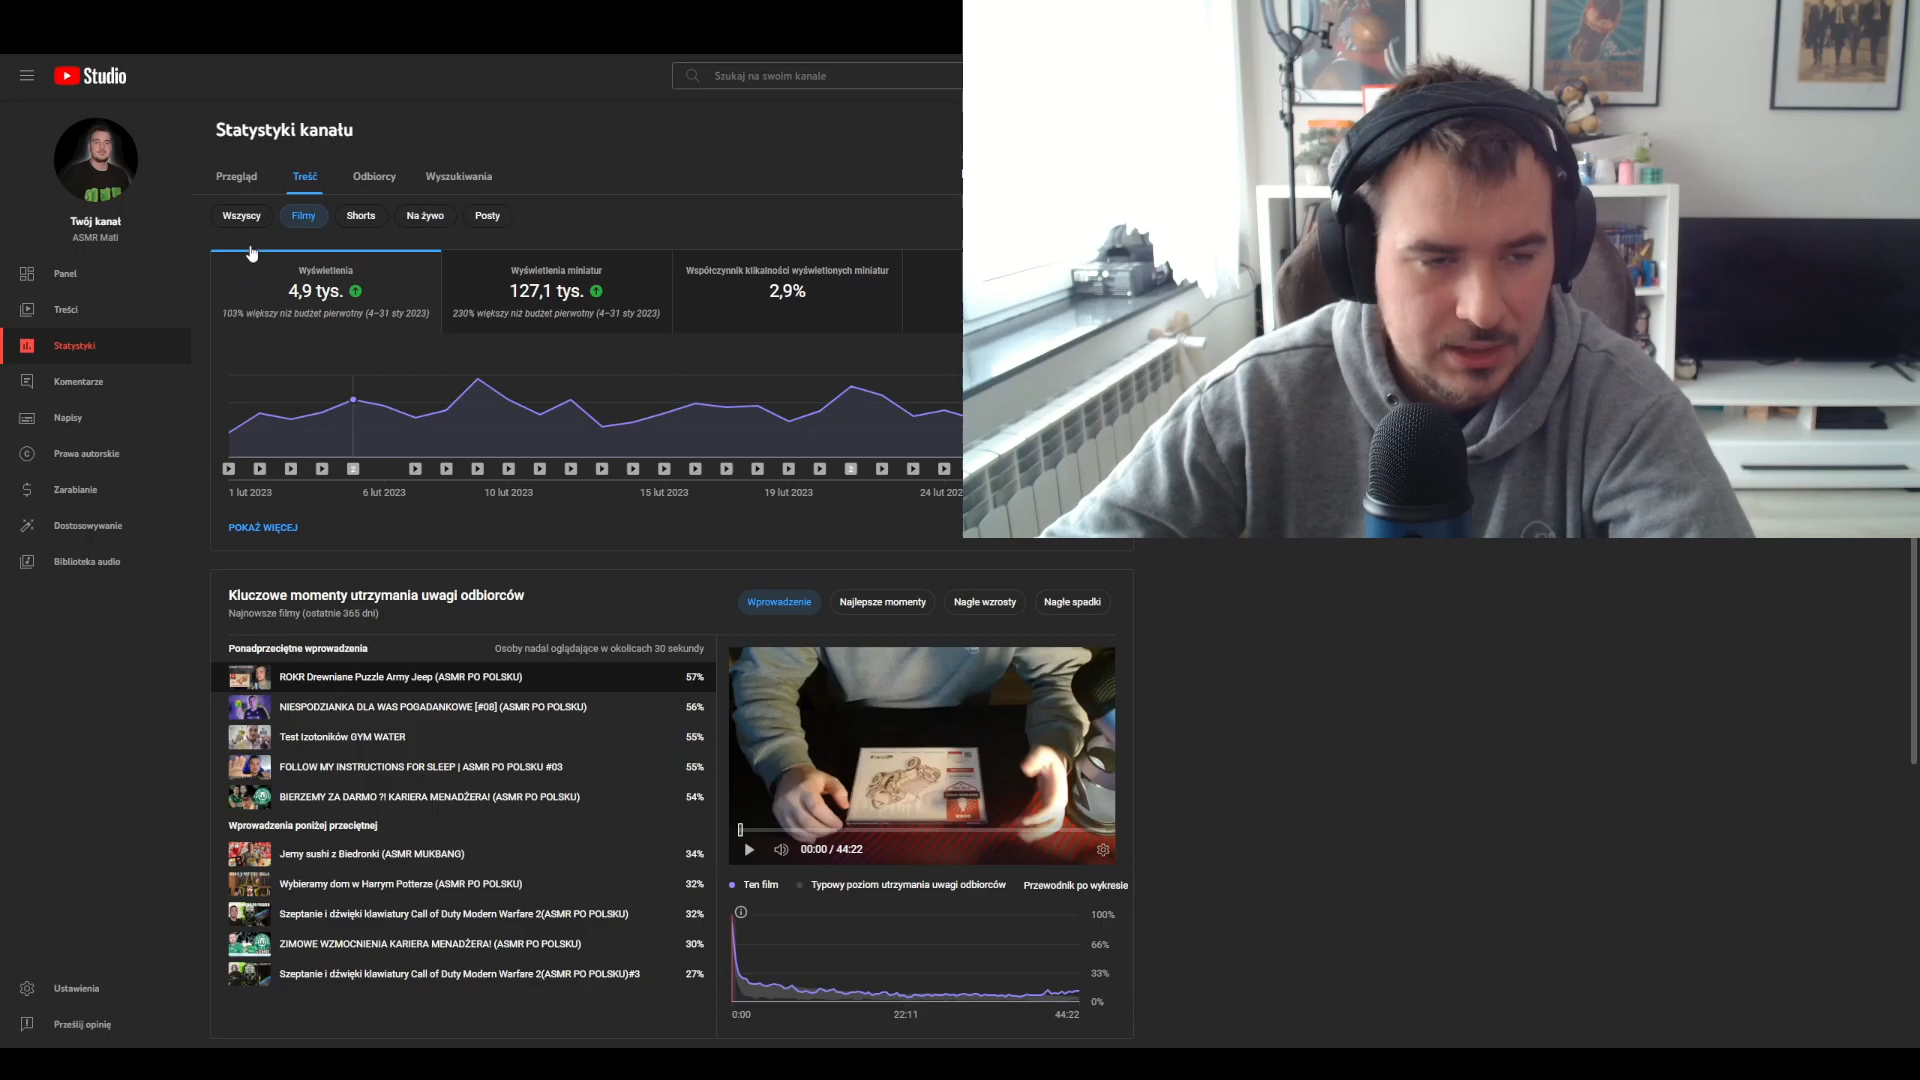 Studio
Szukaj na swoim kanale
Twój kanał
ASMR Mati
Panel
Treści
Statystyki
Komentarze
Napisy
Prawa autorskie
Zarabianie
Dostosowywanie
Biblioteka audio
Ustawienia
Prześlij opinię
Statystyki kanału
Przegląd Treść Odbiorcy Wyszukiwania
Wszyscy Filmy Shorts Na żywo Posty
Wyświetlenia
4,9 tys.
103% większy niż budżet pierwotny (4–31 sty 2023)
Wyświetlenia miniatur
127,1 tys.
230% większy niż budżet pierwotny (4–31 sty 2023)
Współczynnik klikalności wyświetlonych miniatur
2,9%
2 2
1 lut 2023 6 lut 2023 10 lut 2023 15 lut 2023 19 lut 2023 24 lut 202
POKAŻ WIĘCEJ
Kluczowe momenty utrzymania uwagi odbiorców
Najnowsze filmy (ostatnie 365 dni)
Wprowadzenie Najlepsze momenty Nagłe wzrosty Nagłe spadki
Ponadprzeciętne wprowadzenia Osoby nadal oglądające w okolicach 30 sekundy
ROKR Drewniane Puzzle Army Jeep (ASMR PO POLSKU) 57%
NIESPODZIANKA DLA WAS POGADANKOWE [#08] (ASMR PO POLSKU) 56%
Test Izotoników GYM WATER 55%
FOLLOW MY INSTRUCTIONS FOR SLEEP | ASMR PO POLSKU #03 55%
BIERZEMY ZA DARMO ?! KARIERA MENADŻERA! (ASMR PO POLSKU) 54%
Wprowadzenia poniżej przeciętnej
Jemy sushi z Biedronki (ASMR MUKBANG) 34%
Wybieramy dom w Harrym Potterze (ASMR PO POLSKU) 32%
Szeptanie i dźwięki klawiatury Call of Duty Modern Warfare 2(ASMR PO POLSKU) 32%
ZIMOWE WZMOCNIENIA KARIERA MENADŻERA! (ASMR PO POLSKU) 30%
Szeptanie i dźwięki klawiatury Call of Duty Modern Warfare 2(ASMR PO POLSKU)#3 27%
00:00 / 44:22
Ten film Typowy poziom utrzymania uwagi odbiorców Przewodnik po wykresie
100%
66%
33%
0%
0:00 22:11 44:22